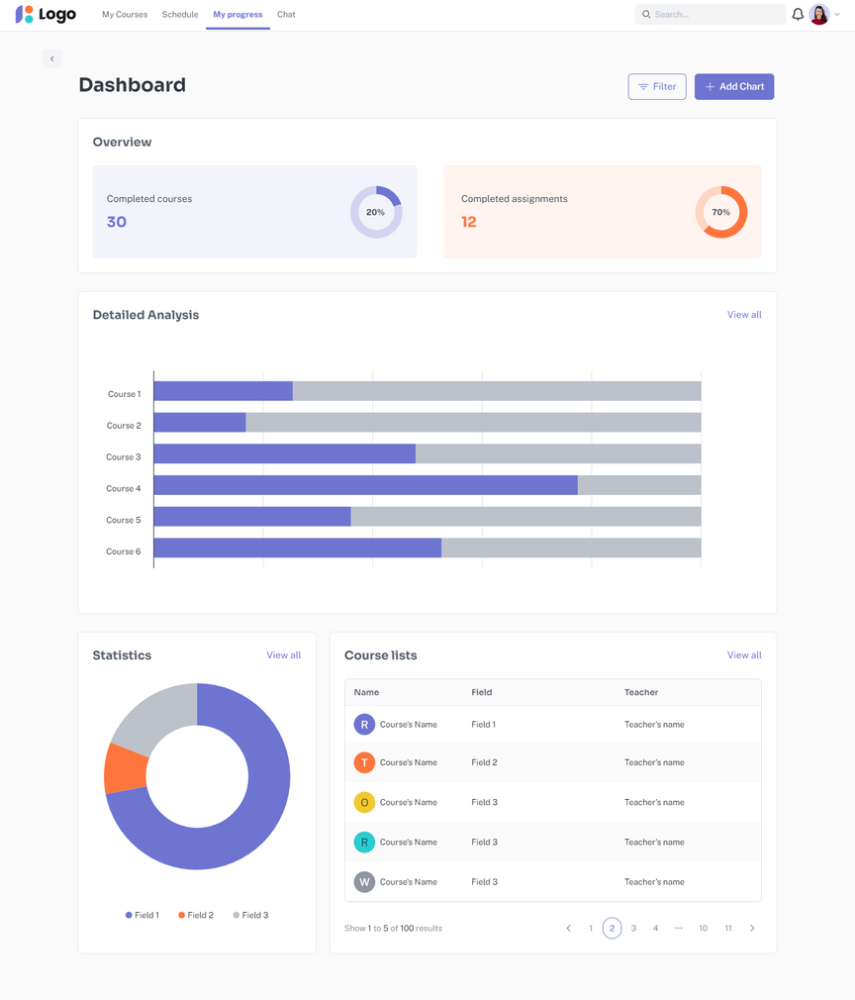 Logo My Courses Schedule My progress Chat Search...
Dashboard
Filter Add Chart
Overview
Completed courses
30
20%
Completed assignments
12
70%
Detailed Analysis View all
Course 1
Course 2
Course 3
Course 4
Course 5
Course 6
Statistics View all
Field 1 Field 2 Field 3
Course lists View all
Name Field Teacher
R Course's Name Field 1 Teacher's name
T Course's Name Field 2 Teacher's name
O Course's Name Field 3 Teacher's name
R Course's Name Field 3 Teacher's name
W Course's Name Field 3 Teacher's name
Show 1 to 5 of 100 results 1 2 3 4 ··· 10 11